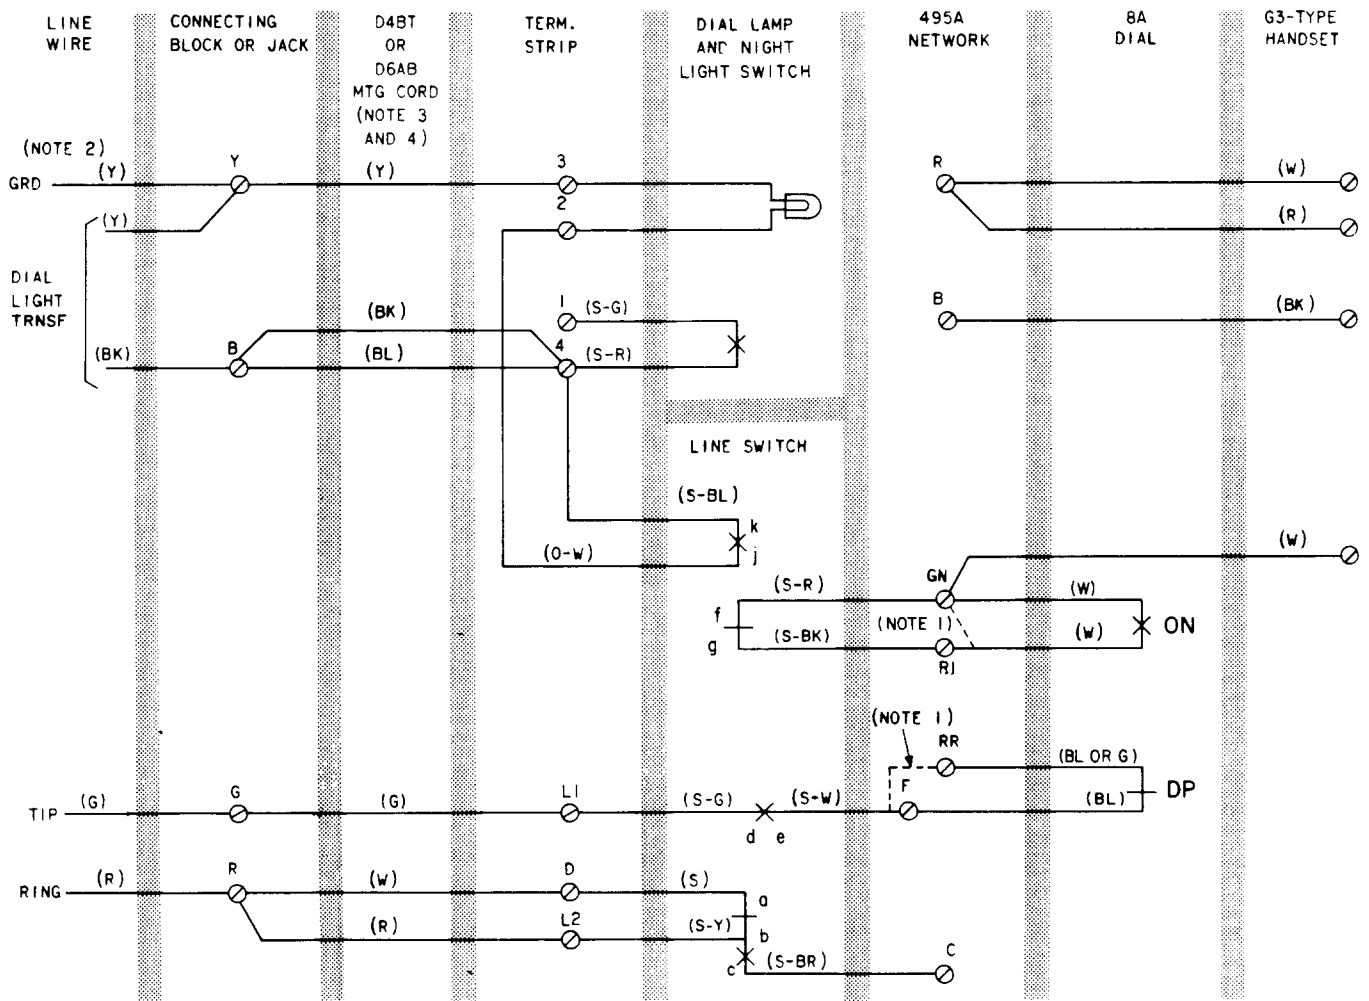 LINE
WIRE
CONNECTING
BLOCK OR JACK
D4BT
OR
D6AB
MTG CORD
(NOTE 3
AND 4)
TERM.
STRIP
DIAL LAMP
AND NIGHT
LIGHT SWITCH
495A
NETWORK
8A
DIAL
G3-TYPE
HANDSET
(NOTE 2)
GRD
(Y)
Y
(Y)
3
R
(W)
(Y)
2
(R)
DIAL
LIGHT
TRNSF
(BK)
1
(S-G)
B
(BK)
(BK)
B
(BL)
4
(S-R)
LINE SWITCH
(S-BL)
k
(O-W)
j
(W)
GN
(S-R)
(W)
f
(NOTE 1)
ON
g
(S-BK)
(W)
R1
(NOTE 1)
RR
(BL OR G)
F
(BL)
DP
TIP
(G)
G
(G)
L1
(S-G)
(S-W)
d
e
RING
(R)
R
(W)
D
(S)
a
(R)
L2
(S-Y)
b
c
(S-BR)
C